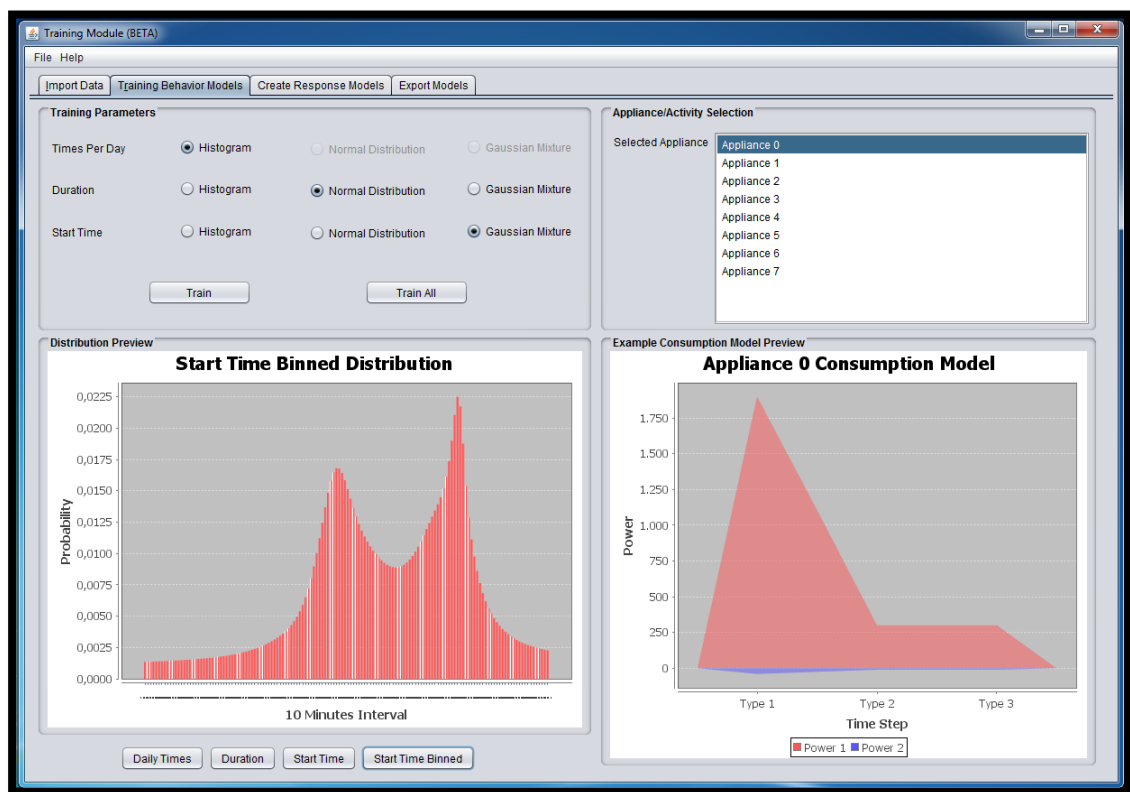 Training Module (BETA)
File Help
Import Data Training Behavior Models Create Response Models Export Models
Training Parameters
Times Per Day Histogram Normal Distribution Gaussian Mixture
Duration Histogram Normal Distribution Gaussian Mixture
Start Time Histogram Normal Distribution Gaussian Mixture
Train Train All
Appliance/Activity Selection
Selected Appliance
Appliance 0
Appliance 1
Appliance 2
Appliance 3
Appliance 4
Appliance 5
Appliance 6
Appliance 7
Distribution Preview
Start Time Binned Distribution
0,0225
0,0200
0,0175
0,0150
0,0125
0,0100
0,0075
0,0050
0,0025
0,0000
Probability
10 Minutes Interval
Daily Times Duration Start Time Start Time Binned
Example Consumption Model Preview
Appliance 0 Consumption Model
1.750
1.500
1.250
1.000
750
500
250
0
Power
Type 1 Type 2 Type 3
Time Step
Power 1 Power 2